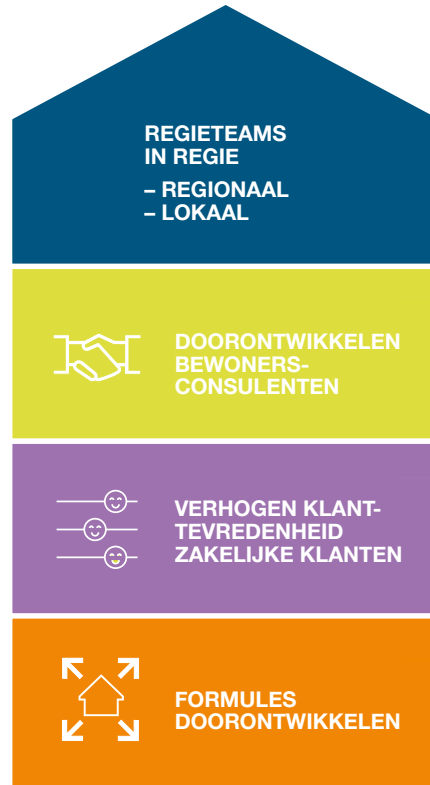 REGIETEAMS
IN REGIE
– REGIONAAL
– LOKAAL
DOORONTWIKKELEN
BEWONERS-
CONSULENTEN
VERHOGEN KLANT-
TEVREDENHEID
ZAKELIJKE KLANTEN
FORMULES
DOORONTWIKKELEN